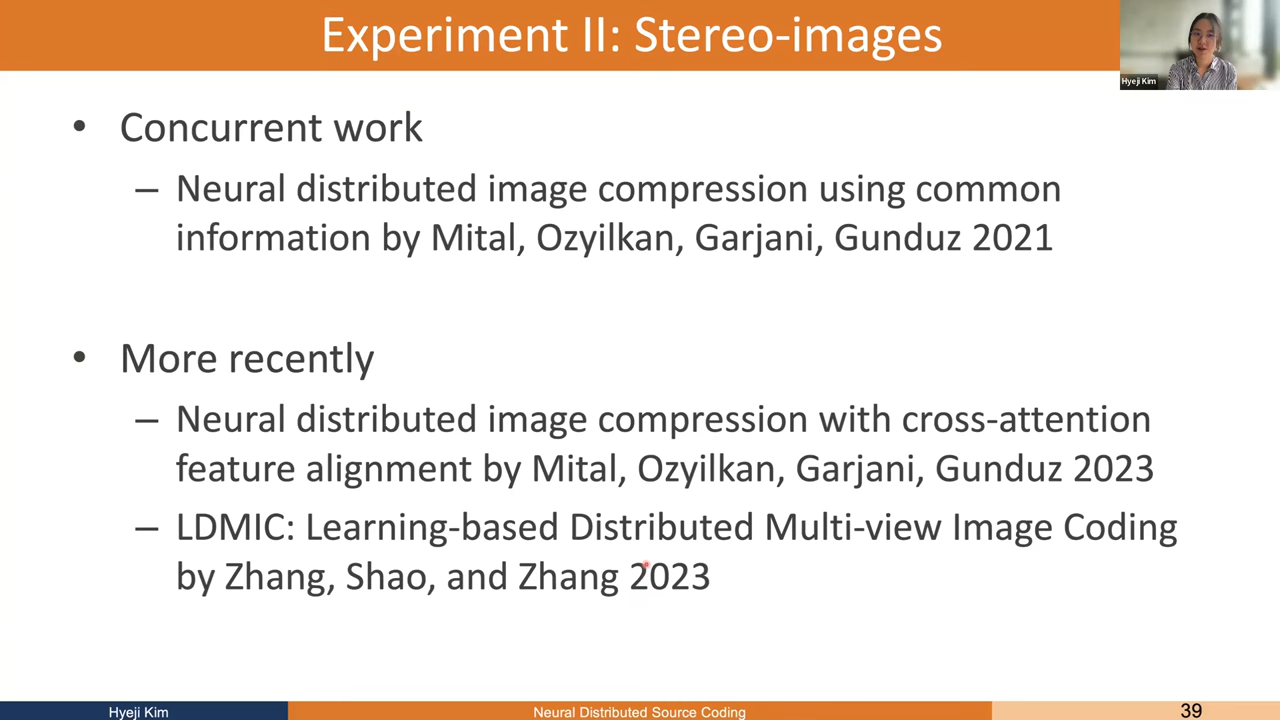 Experiment II: Stereo-images
Hyeji Kim
• Concurrent work
– Neural distributed image compression using common
information by Mital, Ozyilkan, Garjani, Gunduz 2021
• More recently
– Neural distributed image compression with cross-attention
feature alignment by Mital, Ozyilkan, Garjani, Gunduz 2023
– LDMIC: Learning-based Distributed Multi-view Image Coding
by Zhang, Shao, and Zhang 2023
Hyeji Kim
Neural Distributed Source Coding
39